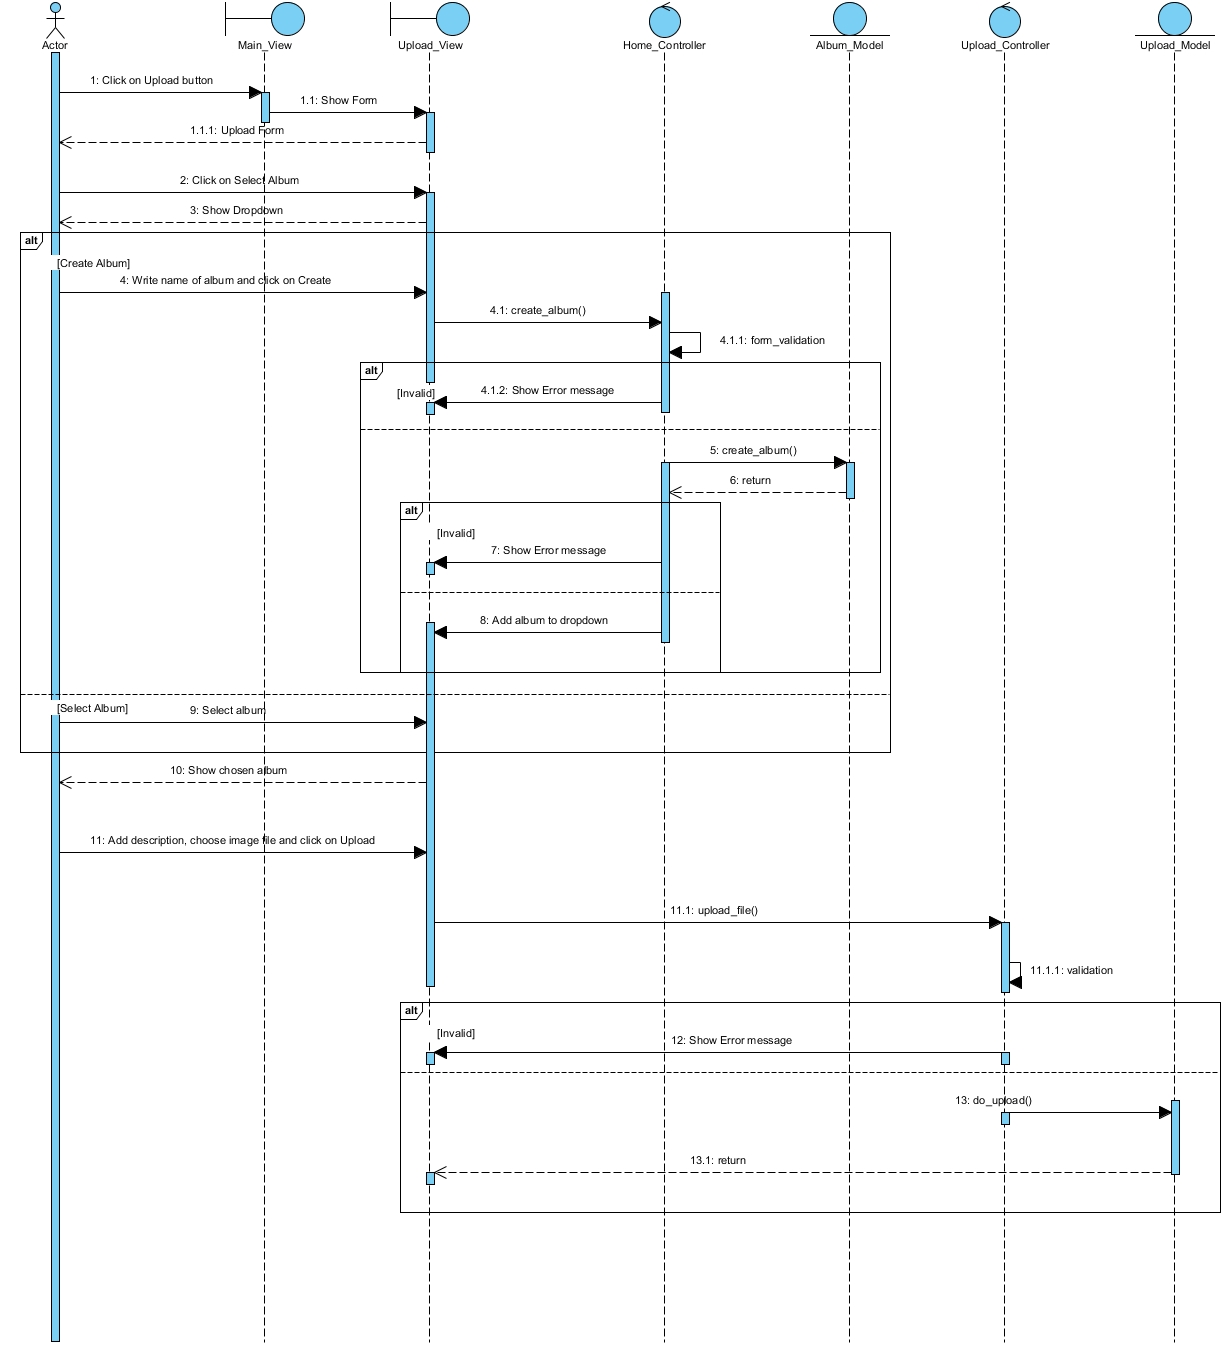 Actor
Main_View
Upload_View
Home_Controller
Album_Model
Upload_Controller
Upload_Model
1: Click on Upload button
1.1: Show Form
1.1.1: Upload Form
2: Click on Select Album
3: Show Dropdown
alt
[Create Album]
4: Write name of album and click on Create
4.1: create_album()
4.1.1: form_validation
alt
[Invalid]
4.1.2: Show Error message
5: create_album()
6: return
alt
[Invalid]
7: Show Error message
8: Add album to dropdown
[Select Album]
9: Select album
10: Show chosen album
11: Add description, choose image file and click on Upload
11.1: upload_file()
11.1.1: validation
alt
[Invalid]
12: Show Error message
13: do_upload()
13.1: return